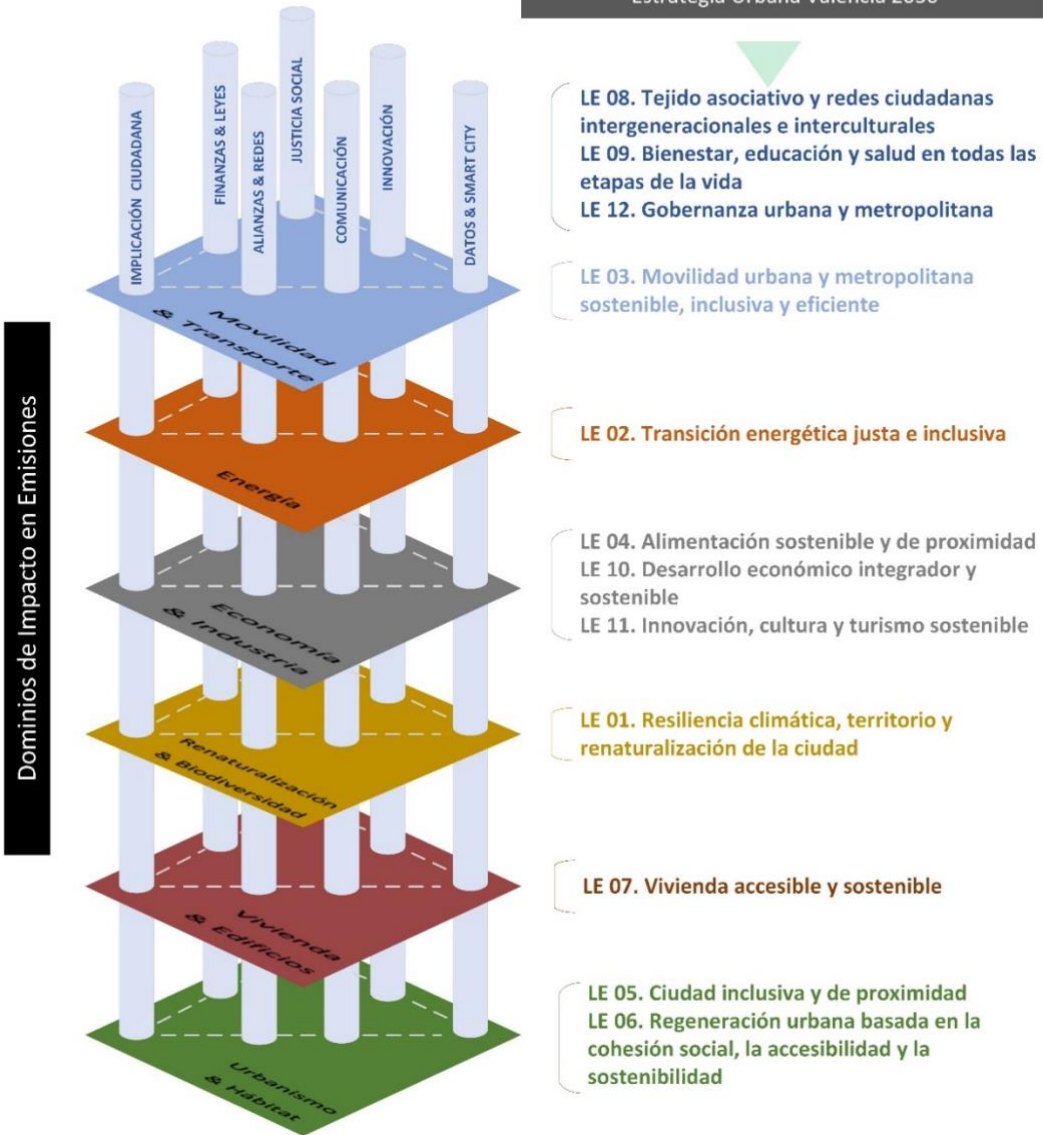 Estrategia Urbana València 2030
IMPLICACIÓN CIUDADANA
FINANZAS & LEYES
ALIANZAS & REDES
JUSTICIA SOCIAL
COMUNICACIÓN
INNOVACIÓN
DATOS & SMART CITY
LE 08. Tejido asociativo y redes ciudadanas
intergeneracionales e interculturales
LE 09. Bienestar, educación y salud en todas las
etapas de la vida
LE 12. Gobernanza urbana y metropolitana
Dominios de Impacto en Emisiones
Movilidad
& Transporte
LE 03. Movilidad urbana y metropolitana
sostenible, inclusiva y eficiente
Energía
LE 02. Transición energética justa e inclusiva
Economía
& Industria
LE 04. Alimentación sostenible y de proximidad
LE 10. Desarrollo económico integrador y
sostenible
LE 11. Innovación, cultura y turismo sostenible
Renaturalización
& Biodiversidad
LE 01. Resiliencia climática, territorio y
renaturalización de la ciudad
Vivienda
& Edificios
LE 07. Vivienda accesible y sostenible
Urbanismo
& Hábitat
LE 05. Ciudad inclusiva y de proximidad
LE 06. Regeneración urbana basada en la
cohesión social, la accesibilidad y la
sostenibilidad